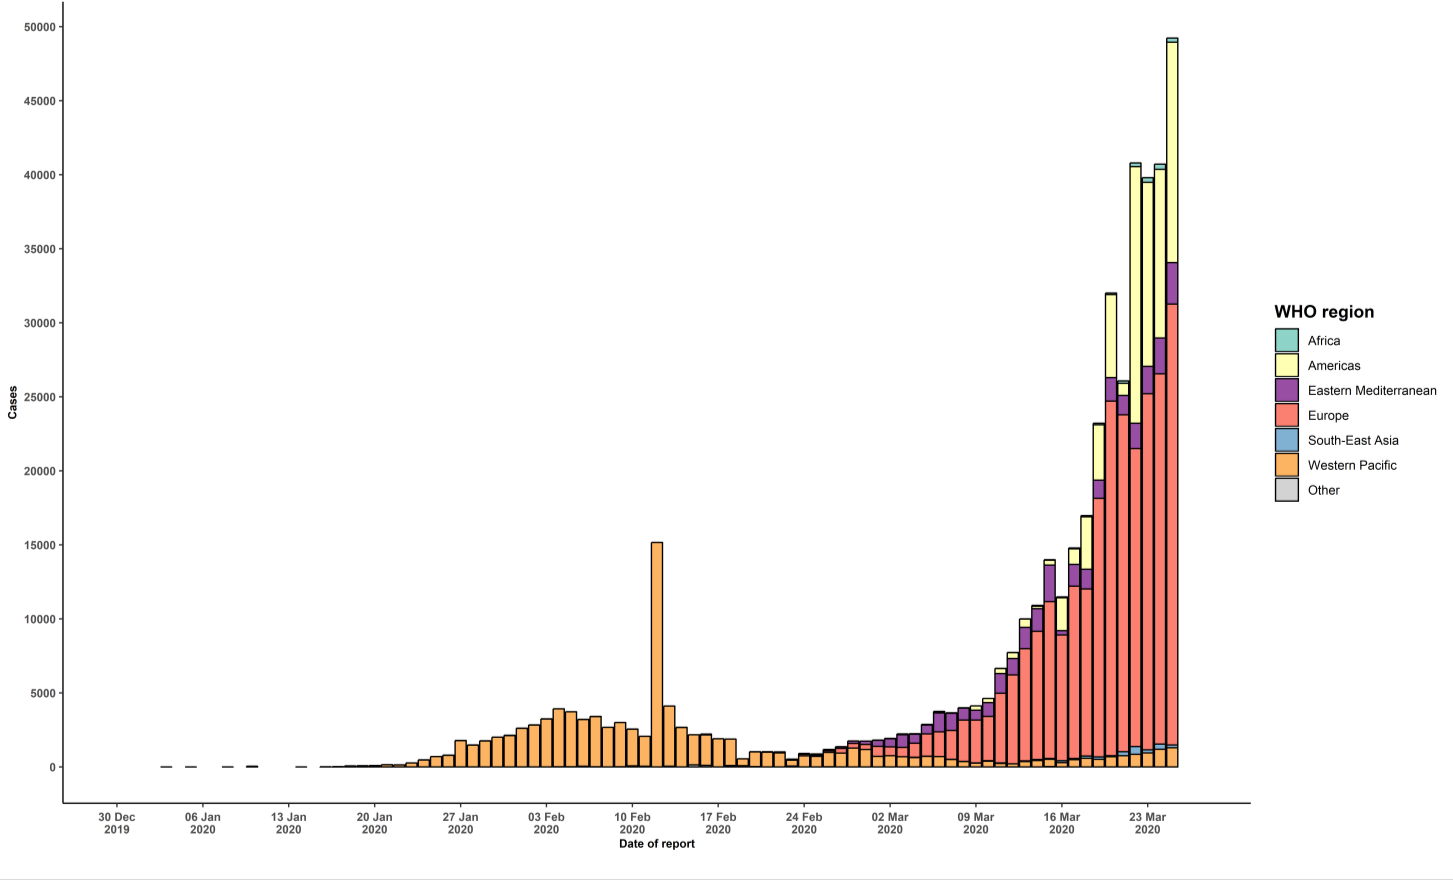 50000
45000
40000
35000
30000
25000
20000
15000
10000
5000
0
Cases
30 Dec 06 Jan 13 Jan 20 Jan 27 Jan 03 Feb 10 Feb 17 Feb 24 Feb 02 Mar 09 Mar 16 Mar 23 Mar
2019 2020 2020 2020 2020 2020 2020 2020 2020 2020 2020 2020 2020
Date of report
WHO region
Africa
Americas
Eastern Mediterranean
Europe
South-East Asia
Western Pacific
Other